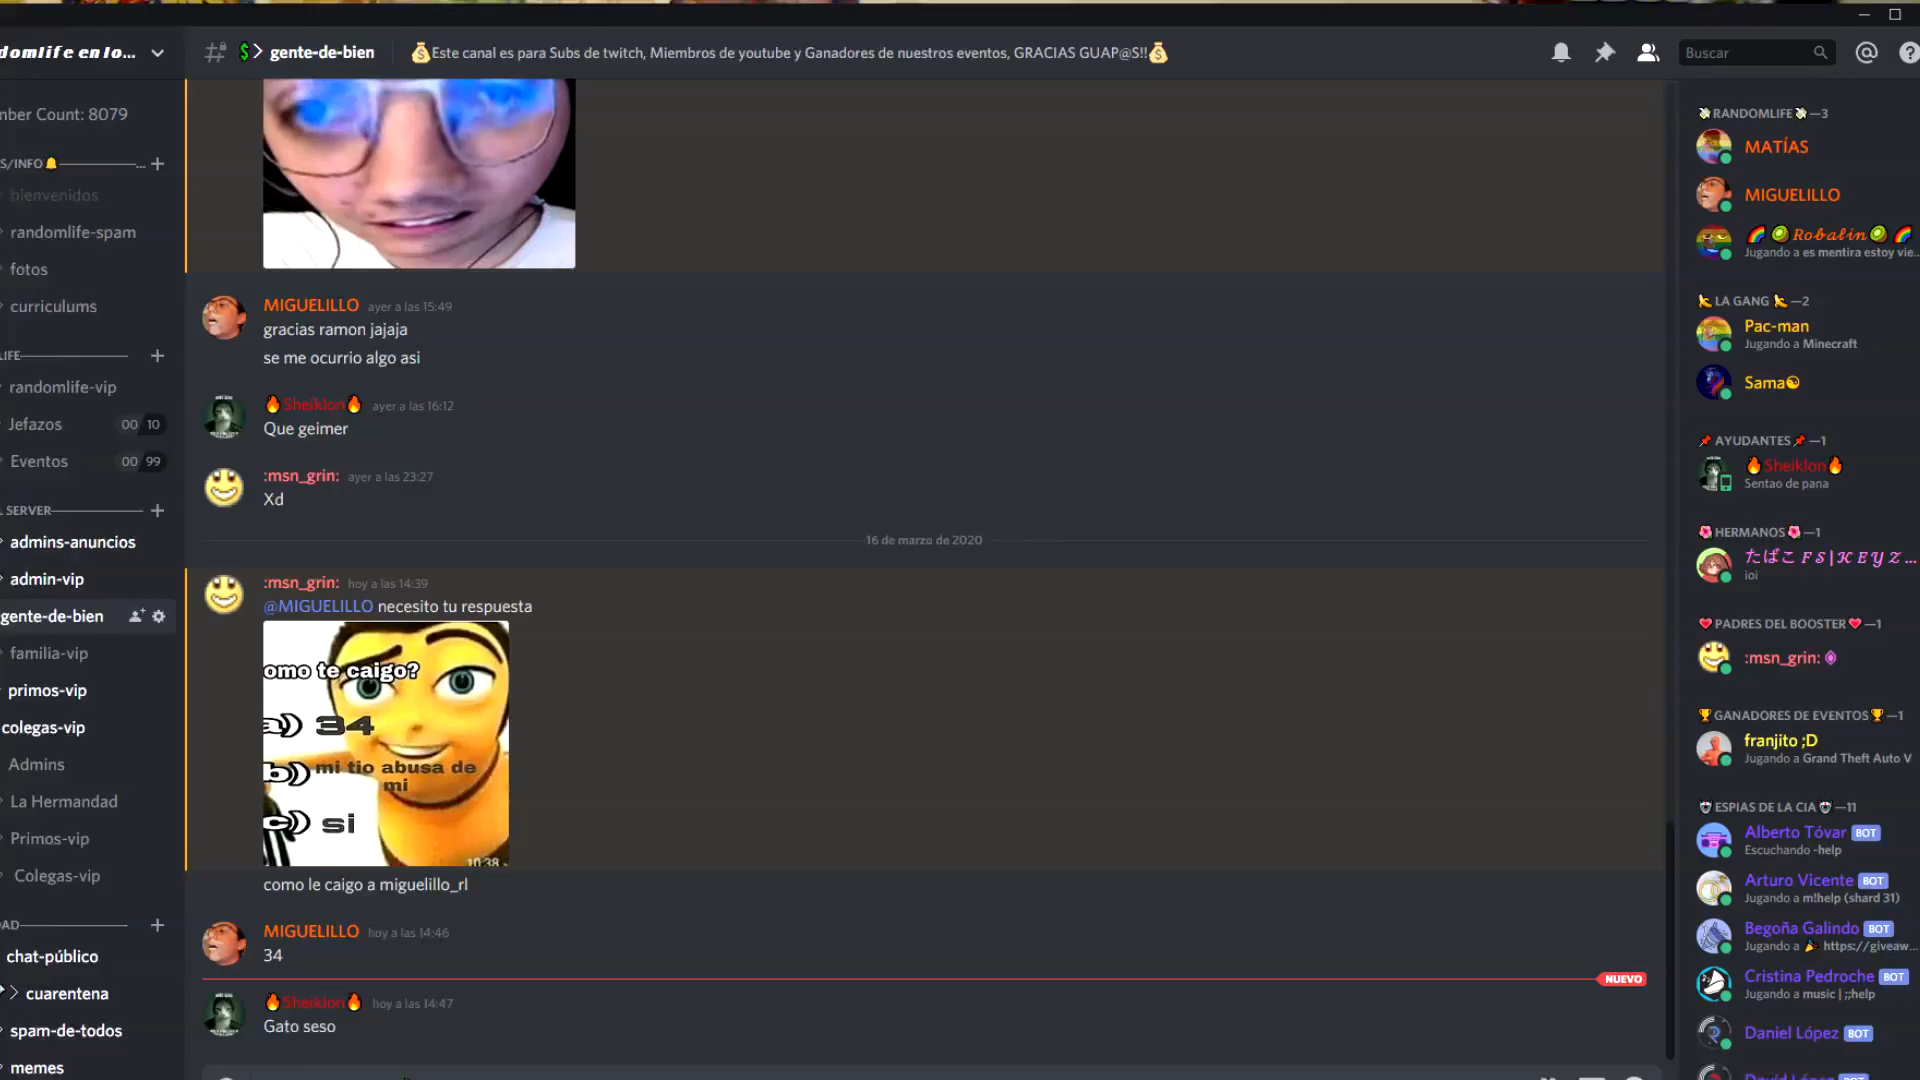 domlife en lo...
$ gente-de-bien
Este canal es para Subs de twitch, Miembros de youtube y Ganadores de nuestros eventos, GRACIAS GUAP@S!!
Buscar
nber Count: 8079
S/INFO ...
bienvenidos
randomlife-spam
fotos
curriculums
LIFE
randomlife-vip
Jefazos 00 10
Eventos 00 99
L SERVER
admins-anuncios
admin-vip
gente-de-bien
familia-vip
primos-vip
colegas-vip
Admins
La Hermandad
Primos-vip
Colegas-vip
AD
chat-público
cuarentena
spam-de-todos
memes
MIGUELILLO ayer a las 15:49
gracias ramon jajaja
se me ocurrio algo asi
Sheiklon ayer a las 16:12
Que geimer
:msn_grin: ayer a las 23:27
Xd
16 de marzo de 2020
:msn_grin: hoy a las 14:39
@MIGUELILLO necesito tu respuesta
omo te caigo?
a) 34
b) mi tio abusa de
mi
c) si
10:38
como le caigo a miguelillo_rl
MIGUELILLO hoy a las 14:46
34
NUEVO
Sheiklon hoy a las 14:47
Gato seso
RANDOMLIFE —3
MATÍAS
MIGUELILLO
Robalin
Jugando a es mentira estoy vie...
LA GANG —2
Pac-man
Jugando a Minecraft
Sama
AYUDANTES —1
Sheiklon
Sentao de pana
HERMANOS —1
たばこ F S | K E Y Z ...
ioi
PADRES DEL BOOSTER —1
:msn_grin:
GANADORES DE EVENTOS —1
franjito ;D
Jugando a Grand Theft Auto V
ESPIAS DE LA CIA —11
Alberto Tóvar BOT
Escuchando -help
Arturo Vicente BOT
Jugando a m!help (shard 31)
Begoña Galindo BOT
Jugando a https://giveaw...
Cristina Pedroche BOT
Jugando a music | ;;help
Daniel López BOT